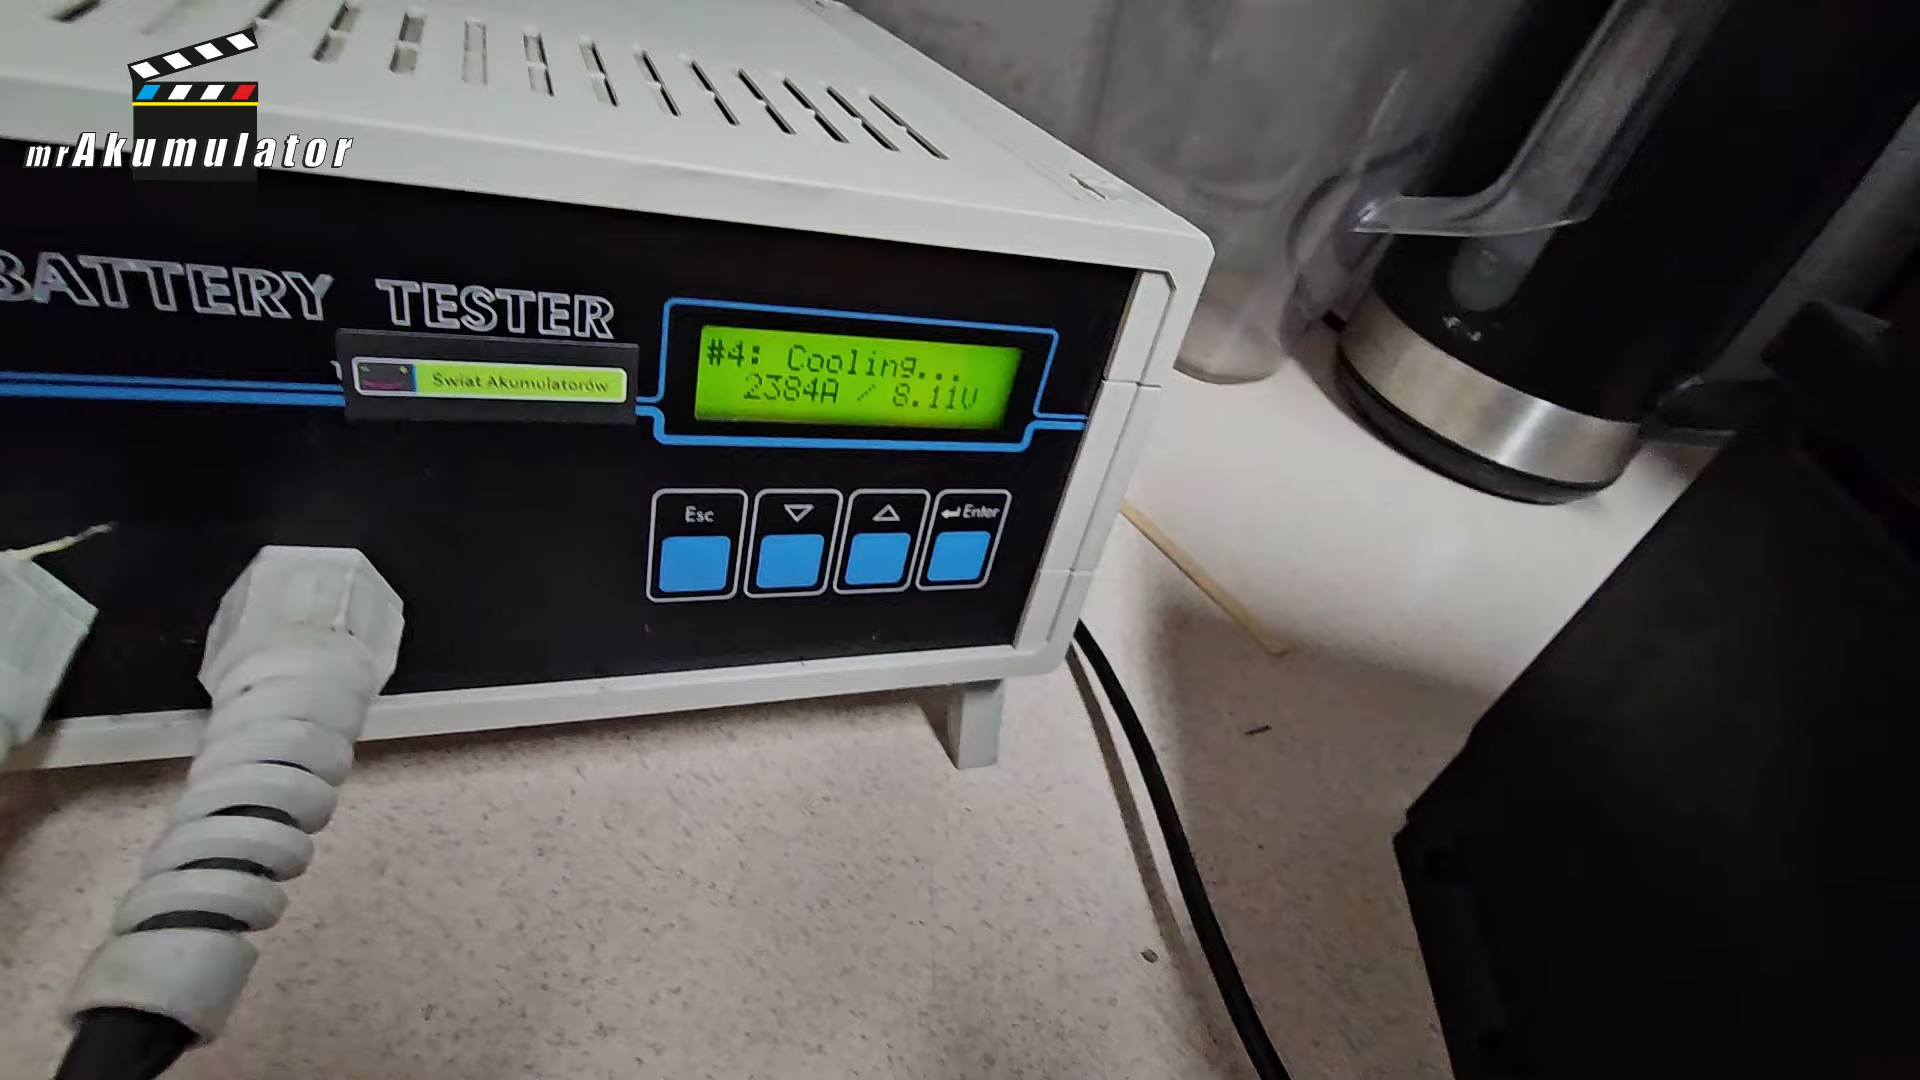 mrAkumulator
BATTERY TESTER
Świat Akumulatorów
#4: Cooling...
2384A / 8.11V
Esc
Enter